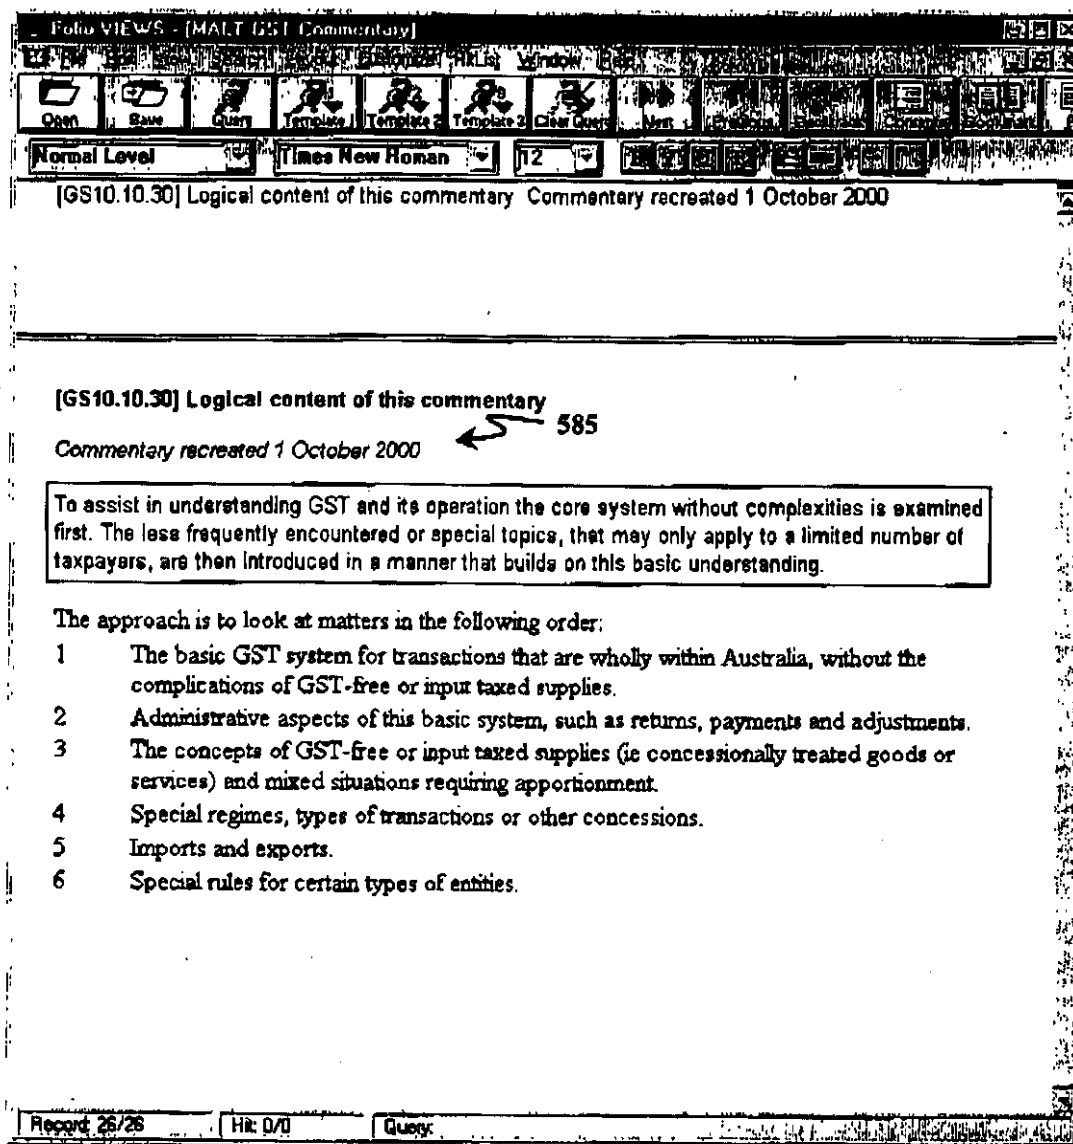 Folio VIEWS - [MALT GST Commentary]
Window
Open Save Query Template 1 Template 2 Template 3 Clear Query Next
Normal Level Times New Roman 12
[GS10.10.30] Logical content of this commentary Commentary recreated 1 October 2000
[GS10.10.30] Logical content of this commentary
585
Commentary recreated 1 October 2000
To assist in understanding GST and its operation the core system without complexities is examined
first. The less frequently encountered or special topics, that may only apply to a limited number of
taxpayers, are then introduced in a manner that builds on this basic understanding.
The approach is to look at matters in the following order:
1 The basic GST system for transactions that are wholly within Australia, without the
complications of GST-free or input taxed supplies.
2 Administrative aspects of this basic system, such as returns, payments and adjustments.
3 The concepts of GST-free or input taxed supplies (ie concessionally treated goods or
services) and mixed situations requiring apportionment.
4 Special regimes, types of transactions or other concessions.
5 Imports and exports.
6 Special rules for certain types of entities.
Record: 26/26 Hit: 0/0 Query: